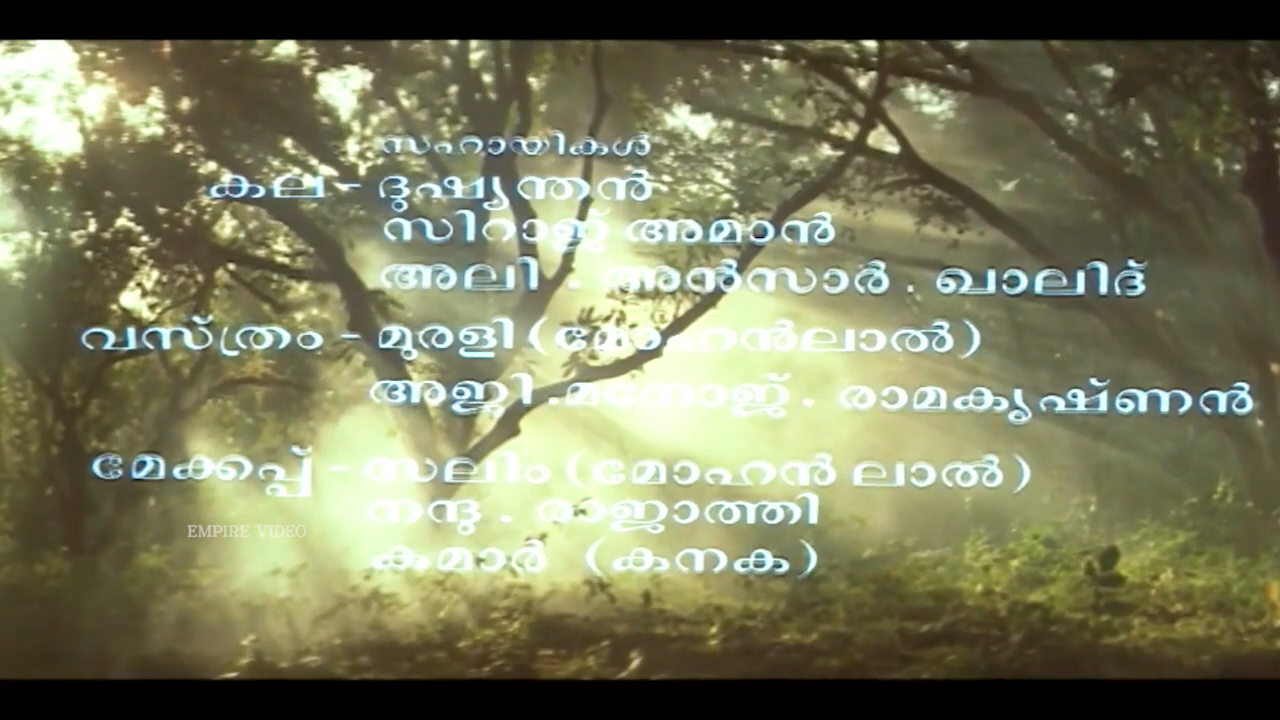 സഹായികൾ
കല - ദുഷ്യന്തൻ
സിറാജ് അമാൻ
അലി . അൻസാർ . ഖാലിദ്
വസ്ത്രം - മുരളി (മോഹൻലാൽ)
അജ്ഞി . മനോജ് . രാമകൃഷ്ണൻ
മേക്കപ്പ് - സലിം (മോഹൻ ലാൽ)
നന്ദു . രാജാത്തി
EMPIRE VIDEO
കുമാർ (കനക)